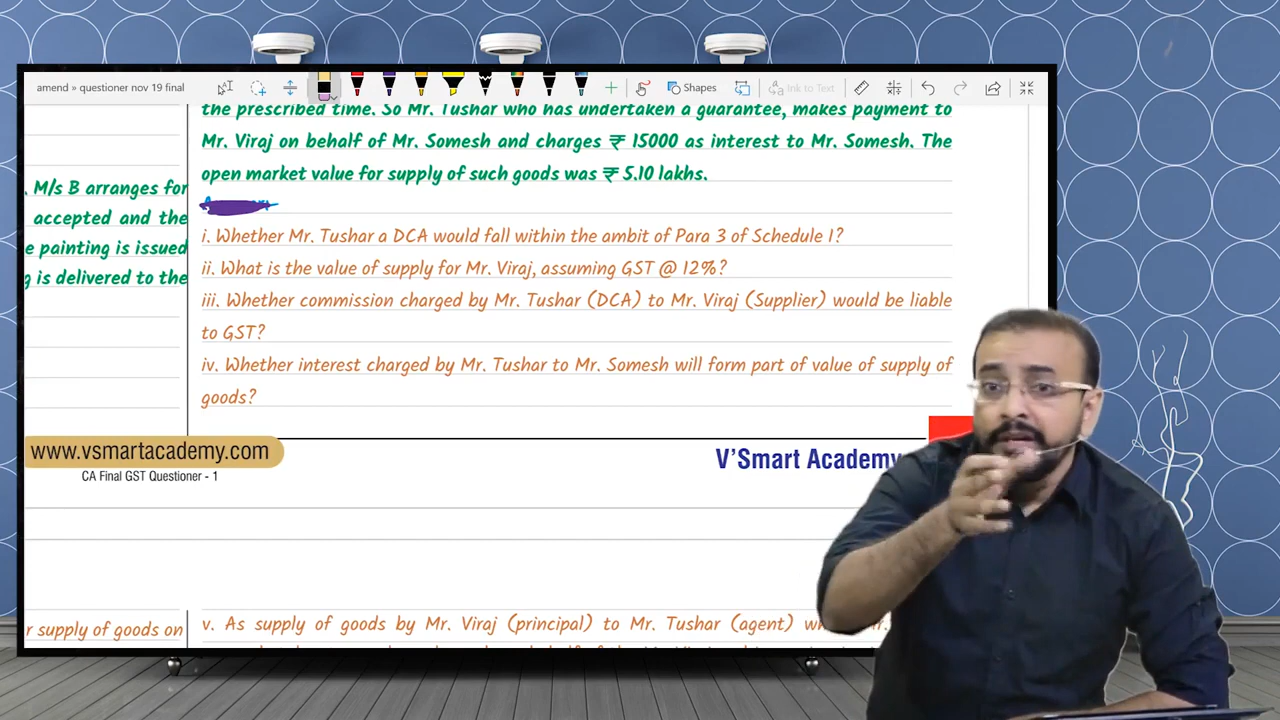 amend » questioner nov 19 final
Shapes
Ink to Text
the prescribed time. So Mr. Tushar who has undertaken a guarantee, makes payment to
Mr. Viraj on behalf of Mr. Somesh and charges ₹ 15000 as interest to Mr. Somesh. The
open market value for supply of such goods was ₹ 5.10 lakhs.
i. Whether Mr. Tushar a DCA would fall within the ambit of Para 3 of Schedule I?
ii. What is the value of supply for Mr. Viraj, assuming GST @ 12%?
iii. Whether commission charged by Mr. Tushar (DCA) to Mr. Viraj (Supplier) would be liable
to GST?
iv. Whether interest charged by Mr. Tushar to Mr. Somesh will form part of value of supply of
goods?
. M/s B arranges for
accepted and the
e painting is issued
g is delivered to the
www.vsmartacademy.com
CA Final GST Questioner - 1
V'Smart Academy
r supply of goods on
v. As supply of goods by Mr. Viraj (principal) to Mr. Tushar (agent)